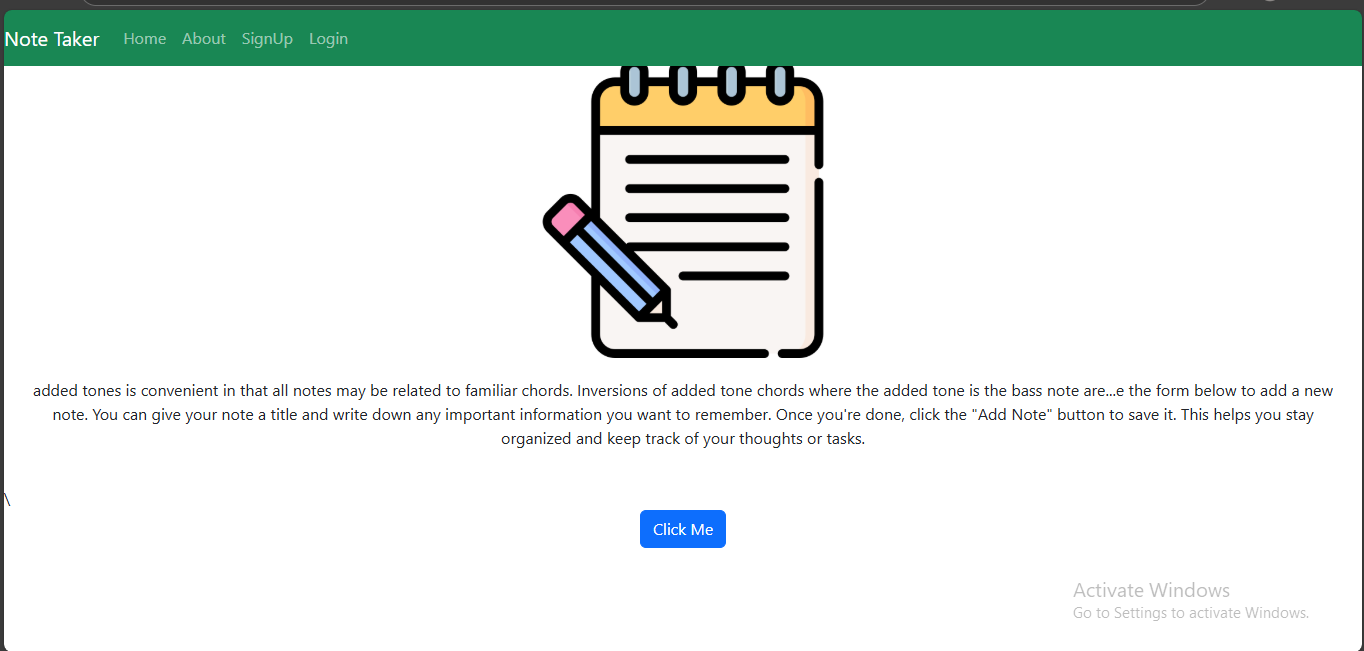 Note Taker Home About SignUp Login
added tones is convenient in that all notes may be related to familiar chords. Inversions of added tone chords where the added tone is the bass note are...e the form below to add a new
note. You can give your note a title and write down any important information you want to remember. Once you're done, click the "Add Note" button to save it. This helps you stay
organized and keep track of your thoughts or tasks.
\
Click Me
Activate Windows
Go to Settings to activate Windows.